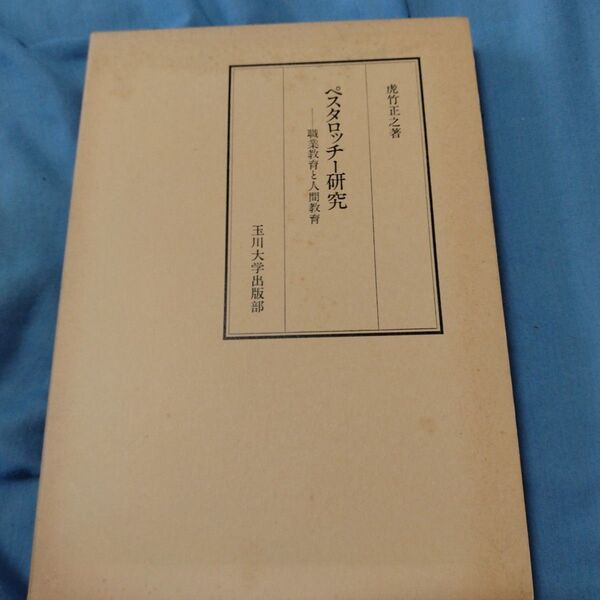 虎竹正之著
ペスタロッチー研究
──職業教育と人間教育
玉川大学出版部